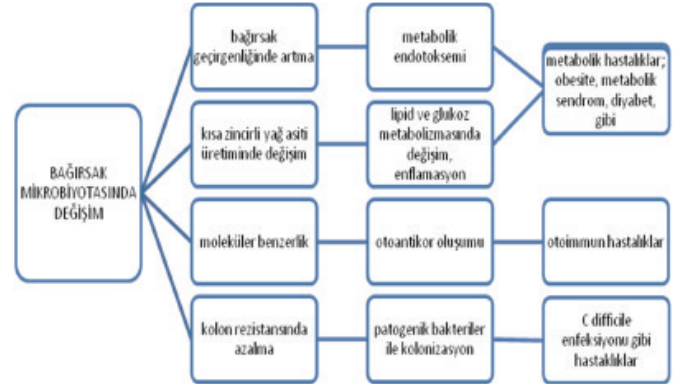 BAĞIRSAK
MİKROBİYOTASINDA
DEĞİŞİM
bağırsak
geçirgenliğinde artma
metabolik
endotoksemi
metabolik hastalıklar;
obesite, metabolik
sendrom, diyabet,
gibi
kısa zincirli yağ asiti
üretiminde değişim
lipid ve glukoz
metabolizmasında
değişim,
enflamasyon
moleküler benzerlik
otoantikor oluşumu
otoimmun hastalıklar
kolon rezistansında
azalma
patogenik bakteriler
ile kolonizasyon
C difficile
enfeksiyonu gibi
hastaklıklar